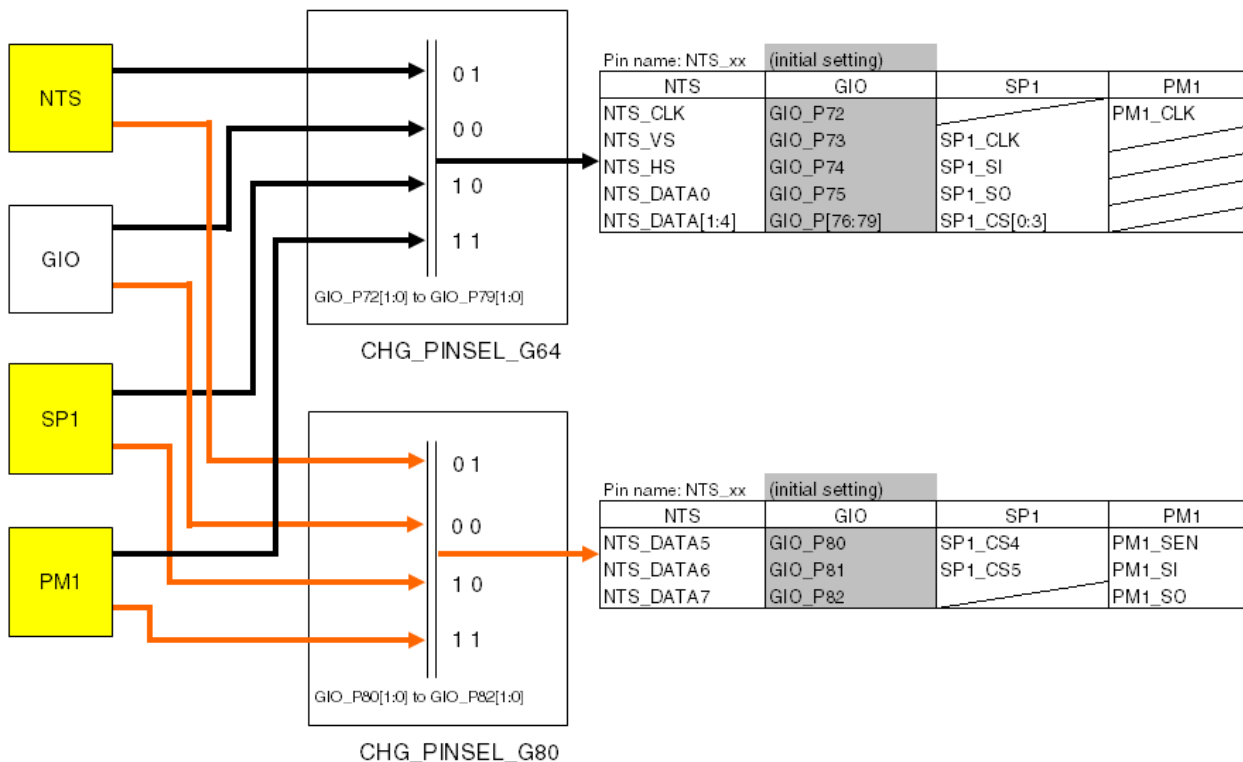 NTS
GIO
SP1
PM1
0 1
0 0
1 0
1 1
GIO_P72[1:0] to GIO_P79[1:0]
CHG_PINSEL_G64
Pin name: NTS_xx (initial setting)
NTS GIO SP1 PM1
NTS_CLK GIO_P72 PM1_CLK
NTS_VS GIO_P73 SP1_CLK
NTS_HS GIO_P74 SP1_SI
NTS_DATA0 GIO_P75 SP1_SO
NTS_DATA[1:4] GIO_P[76:79] SP1_CS[0:3]
0 1
0 0
1 0
1 1
GIO_P80[1:0] to GIO_P82[1:0]
CHG_PINSEL_G80
Pin name: NTS_xx (initial setting)
NTS GIO SP1 PM1
NTS_DATA5 GIO_P80 SP1_CS4 PM1_SEN
NTS_DATA6 GIO_P81 SP1_CS5 PM1_SI
NTS_DATA7 GIO_P82 PM1_SO